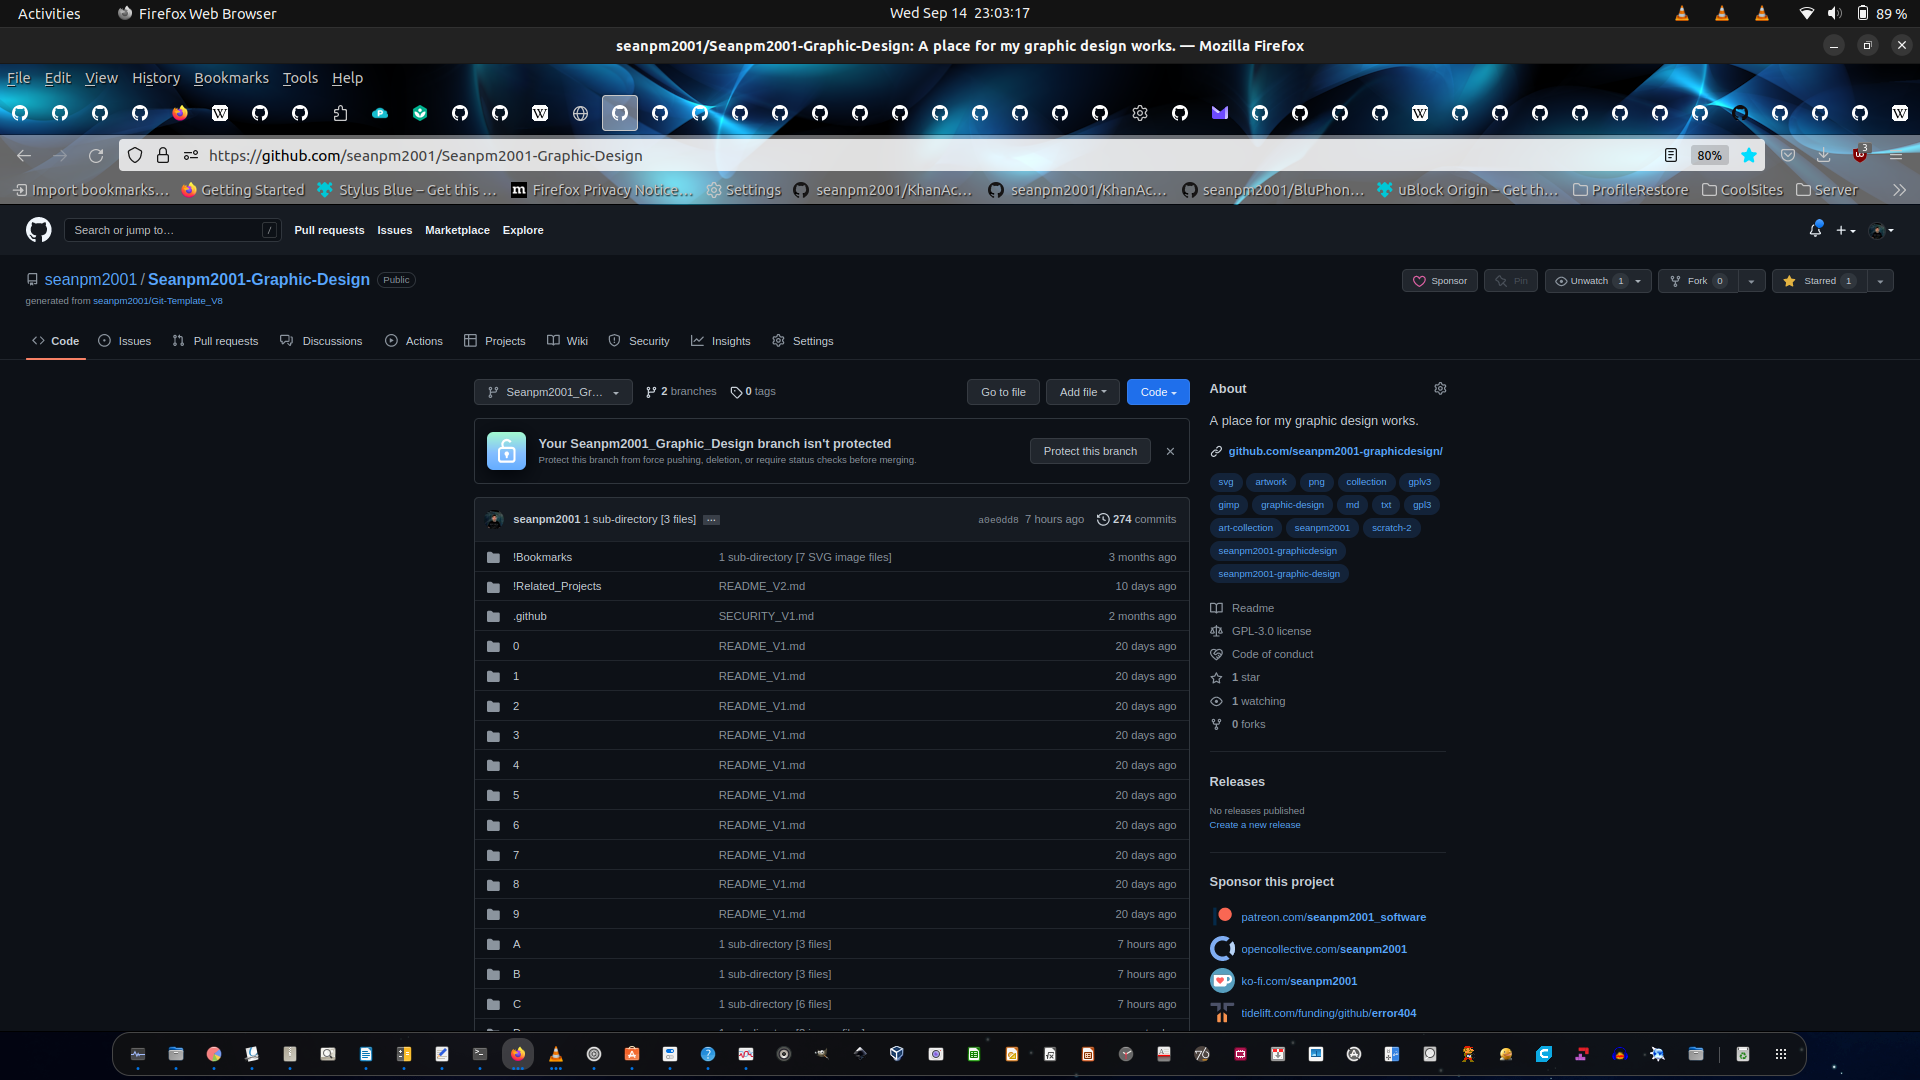 Activities Firefox Web Browser Wed Sep 14 23:03:17 89 %
seanpm2001/Seanpm2001-Graphic-Design: A place for my graphic design works. — Mozilla Firefox
File Edit View History Bookmarks Tools Help
https://github.com/seanpm2001/Seanpm2001-Graphic-Design 80% 3
Import bookmarks… Getting Started Stylus Blue – Get this … Firefox Privacy Notice… Settings seanpm2001/KhanAc… seanpm2001/KhanAc… seanpm2001/BluPhon… uBlock Origin – Get th… ProfileRestore CoolSites Server
Search or jump to… / Pull requests Issues Marketplace Explore
seanpm2001 / Seanpm2001-Graphic-Design Public Sponsor Pin Unwatch 1 Fork 0 Starred 1
generated from seanpm2001/Git-Template_V8
Code Issues Pull requests Discussions Actions Projects Wiki Security Insights Settings
Seanpm2001_Gr… 2 branches 0 tags Go to file Add file Code
Your Seanpm2001_Graphic_Design branch isn't protected
Protect this branch from force pushing, deletion, or require status checks before merging.
Protect this branch
seanpm2001 1 sub-directory [3 files] … a0e0dd8 7 hours ago 274 commits
!Bookmarks 1 sub-directory [7 SVG image files] 3 months ago
!Related_Projects README_V2.md 10 days ago
.github SECURITY_V1.md 2 months ago
0 README_V1.md 20 days ago
1 README_V1.md 20 days ago
2 README_V1.md 20 days ago
3 README_V1.md 20 days ago
4 README_V1.md 20 days ago
5 README_V1.md 20 days ago
6 README_V1.md 20 days ago
7 README_V1.md 20 days ago
8 README_V1.md 20 days ago
9 README_V1.md 20 days ago
A 1 sub-directory [3 files] 7 hours ago
B 1 sub-directory [3 files] 7 hours ago
C 1 sub-directory [6 files] 7 hours ago
About
A place for my graphic design works.
github.com/seanpm2001-graphicdesign/
svg artwork png collection gplv3
gimp graphic-design md txt gpl3
art-collection seanpm2001 scratch-2
seanpm2001-graphicdesign
seanpm2001-graphic-design
Readme
GPL-3.0 license
Code of conduct
1 star
1 watching
0 forks
Releases
No releases published
Create a new release
Sponsor this project
patreon.com/seanpm2001_software
opencollective.com/seanpm2001
ko-fi.com/seanpm2001
tidelift.com/funding/github/error404